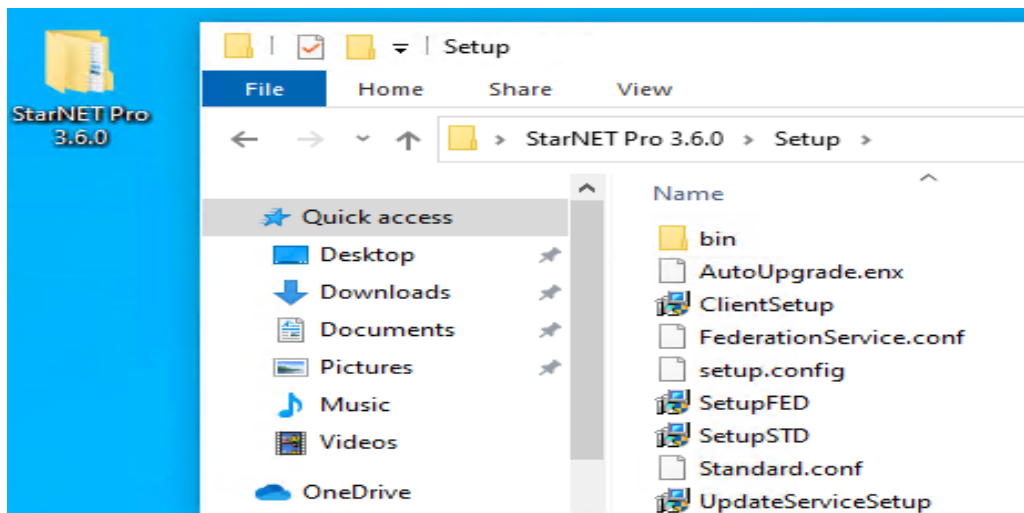 StarNET Pro
3.6.0
Setup
File Home Share View
StarNET Pro 3.6.0 > Setup >
Quick access
Desktop
Downloads
Documents
Pictures
Music
Videos
OneDrive
Name
bin
AutoUpgrade.enx
ClientSetup
FederationService.conf
setup.config
SetupFED
SetupSTD
Standard.conf
UpdateServiceSetup